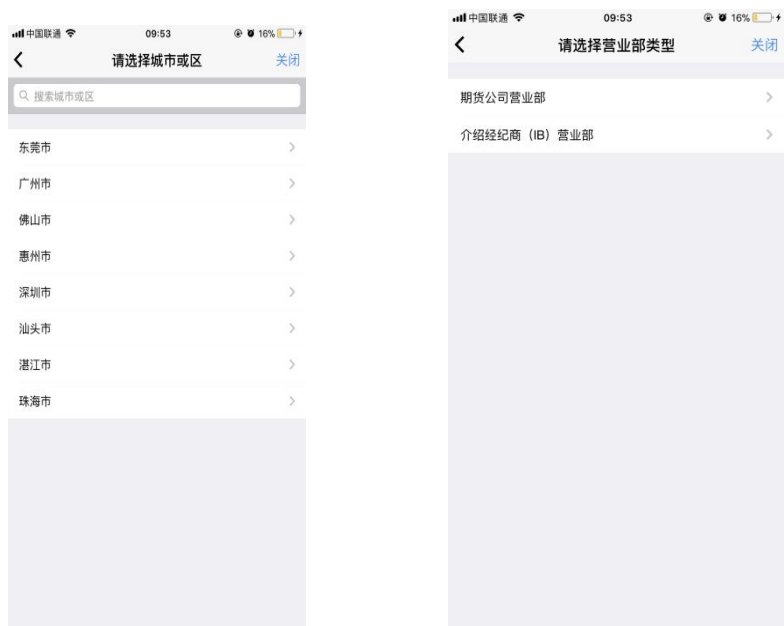 中国联通 09:53 16%
请选择城市或区 关闭
搜索城市或区
东莞市
广州市
佛山市
惠州市
深圳市
汕头市
湛江市
珠海市
中国联通 09:53 16%
请选择营业部类型 关闭
期货公司营业部
介绍经纪商（IB）营业部